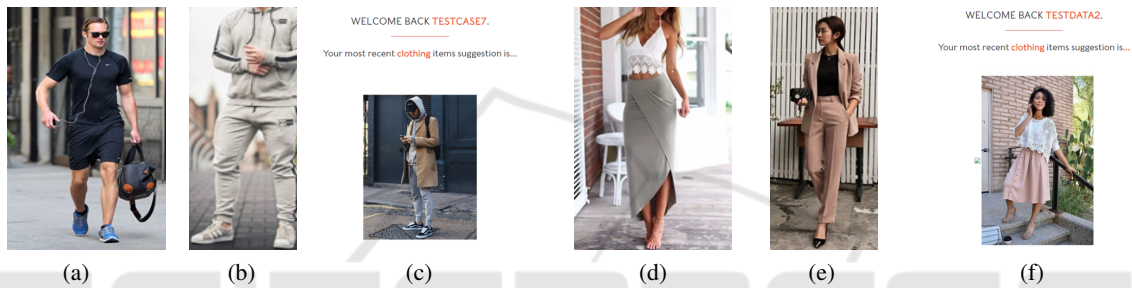 WELCOME BACK TESTCASE7.
Your most recent clothing items suggestion is...
WELCOME BACK TESTDATA2.
Your most recent clothing items suggestion is...
(a)
(b)
(c)
(d)
(e)
(f)